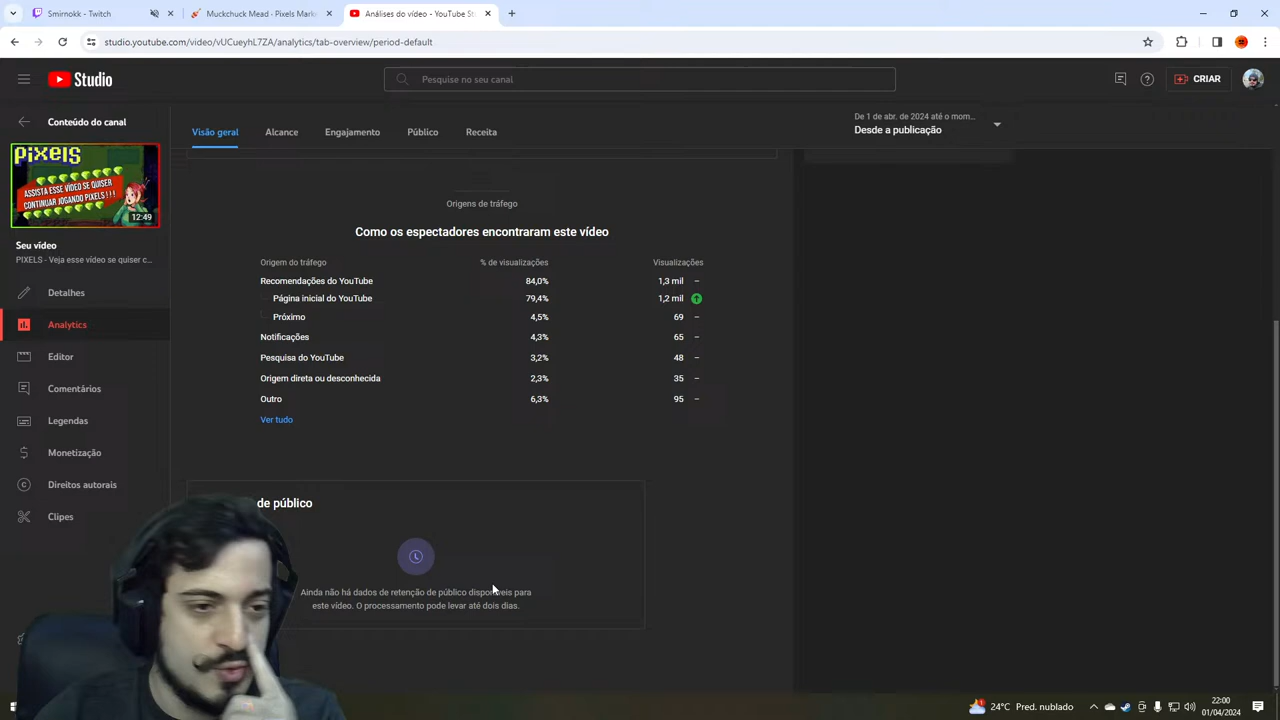 Smirnokk - Twitch
Muckchuck Mead - Pixels Mark
Análises do vídeo - YouTube St
studio.youtube.com/video/vUCueyhL7ZA/analytics/tab-overview/period-default
Studio
Pesquise no seu canal
CRIAR
Conteúdo do canal
pixels
ASSISTA ESSE VÍDEO SE QUISER
CONTINUAR JOGANDO PIXELS!!!
12:49
Seu vídeo
PIXELS - Veja esse vídeo se quiser c...
Detalhes
Analytics
Editor
Comentários
Legendas
Monetização
Direitos autorais
Clipes
Visão geral
Alcance
Engajamento
Público
Receita
De 1 de abr. de 2024 até o mom...
Desde a publicação
Origens de tráfego
Como os espectadores encontraram este vídeo
Origem do tráfego % de visualizações Visualizações
Recomendações do YouTube 84,0% 1,3 mil –
Página inicial do YouTube 79,4% 1,2 mil
Próximo 4,5% 69 –
Notificações 4,3% 65 –
Pesquisa do YouTube 3,2% 48 –
Origem direta ou desconhecida 2,3% 35 –
Outro 6,3% 95 –
Ver tudo
de público
Ainda não há dados de retenção de público disponíveis para
este vídeo. O processamento pode levar até dois dias.
24°C Pred. nublado
22:00
01/04/2024